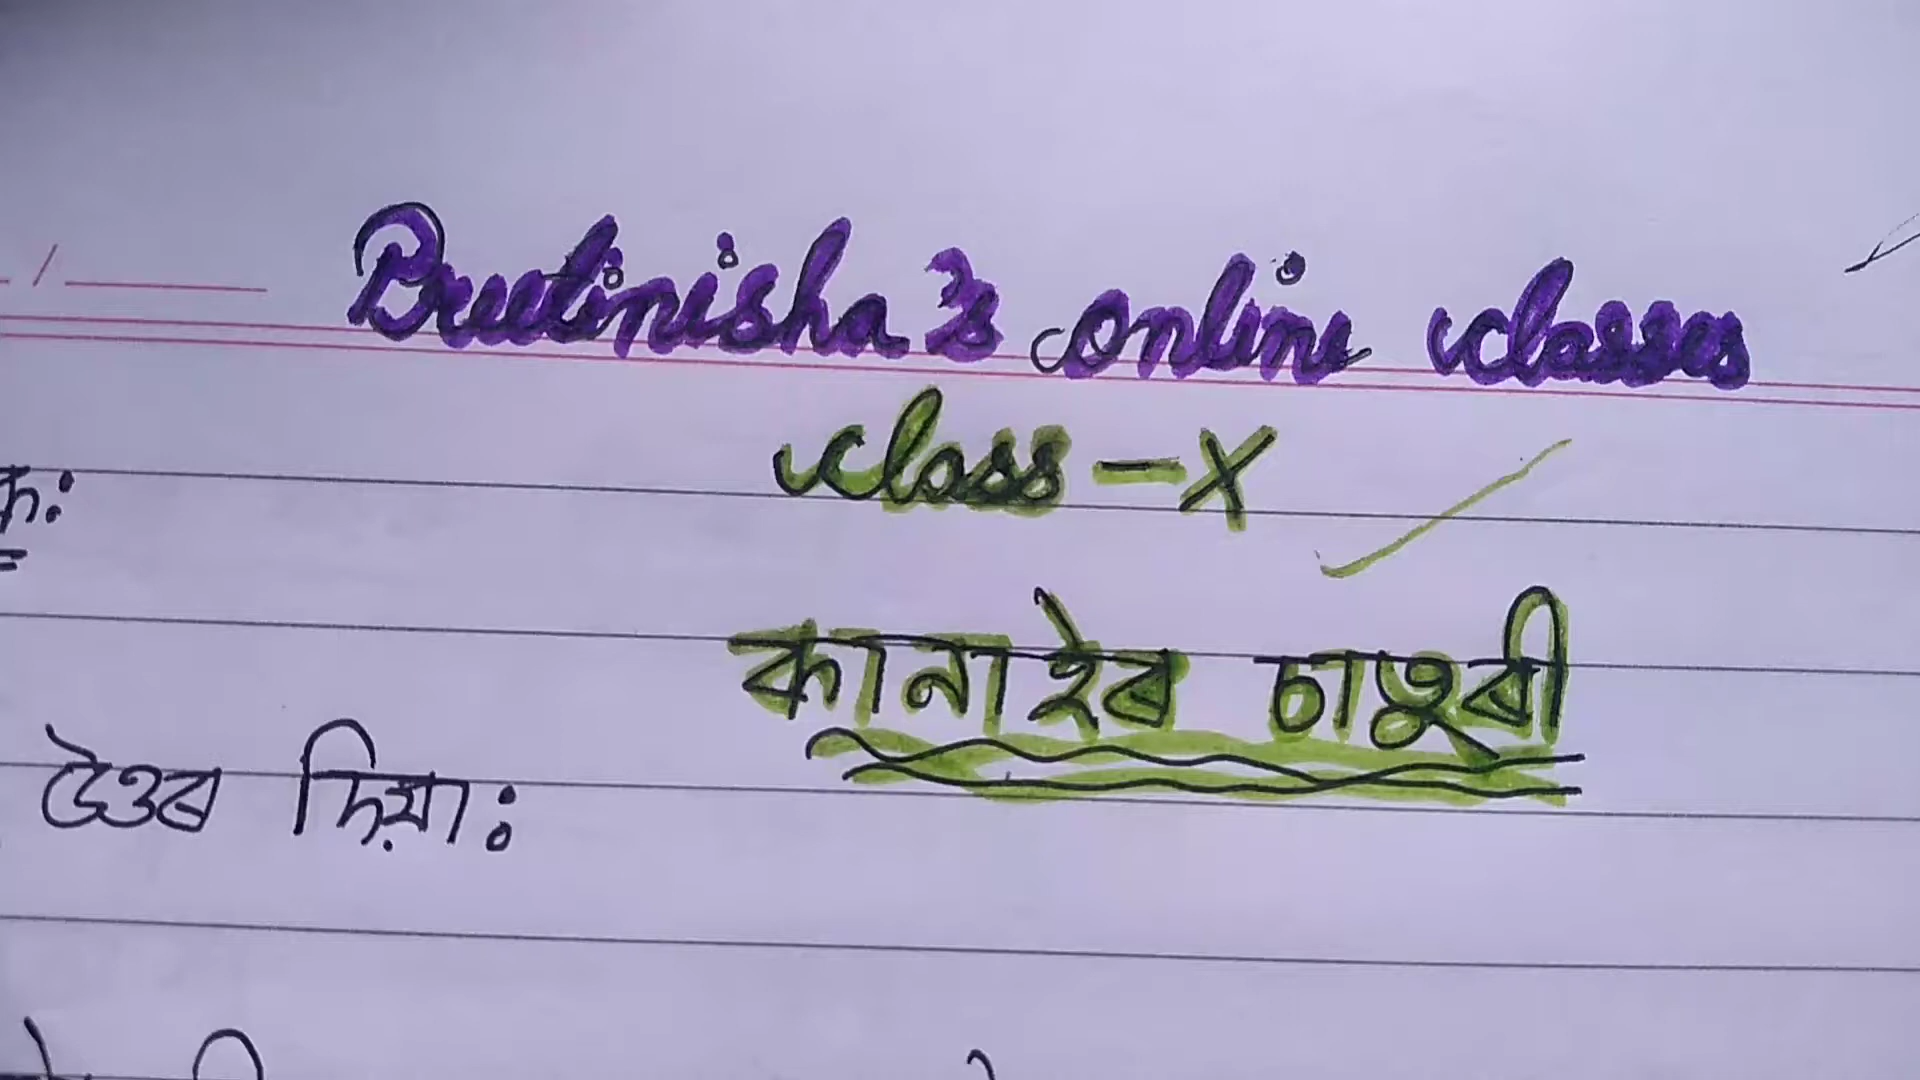 Preetinisha's online classes
class - X
কানাইৰ চাতুৰী
উত্তৰ দিয়া: